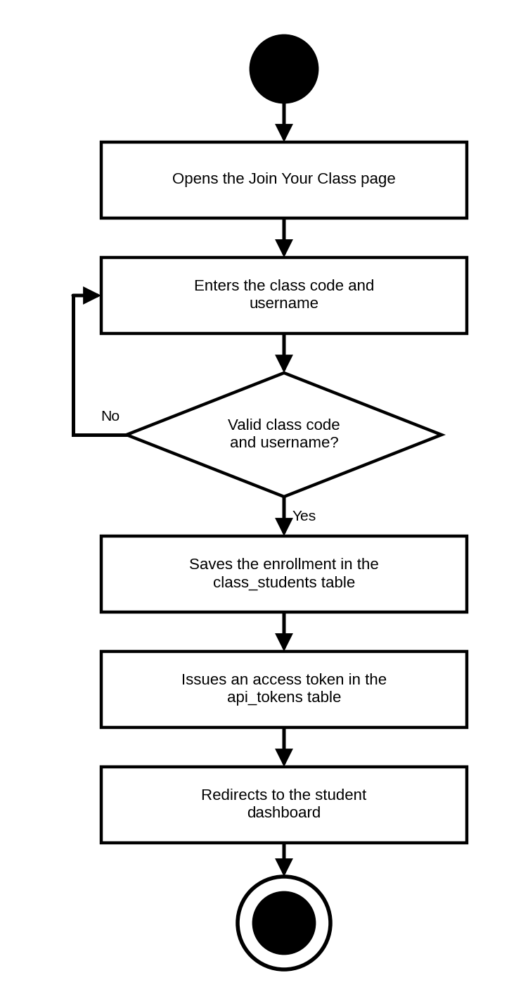 Opens the Join Your Class page
Enters the class code and
username
Valid class code
and username?
No
Yes
Saves the enrollment in the
class_students table
Issues an access token in the
api_tokens table
Redirects to the student
dashboard